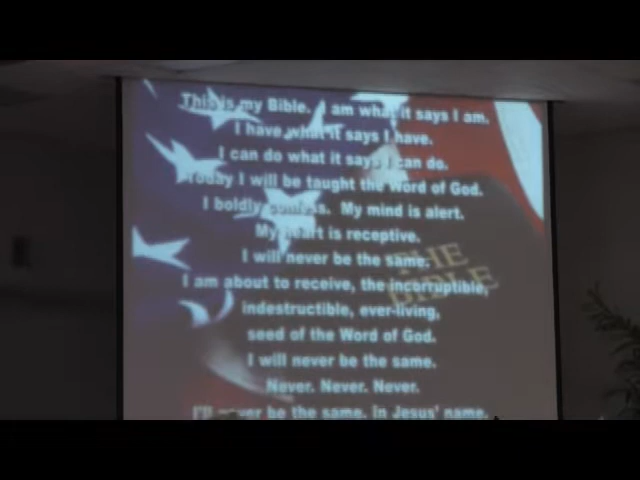 This is my Bible. I am what it says I am.
I have what it says I have.
I can do what it says I can do.
Today I will be taught the Word of God.
I boldly confess. My mind is alert.
My heart is receptive.
I will never be the same.
THE
BIBLE
I am about to receive, the incorruptible,
indestructible, ever-living,
seed of the Word of God.
I will never be the same.
Never. Never. Never.
I'll never be the same. In Jesus' name.